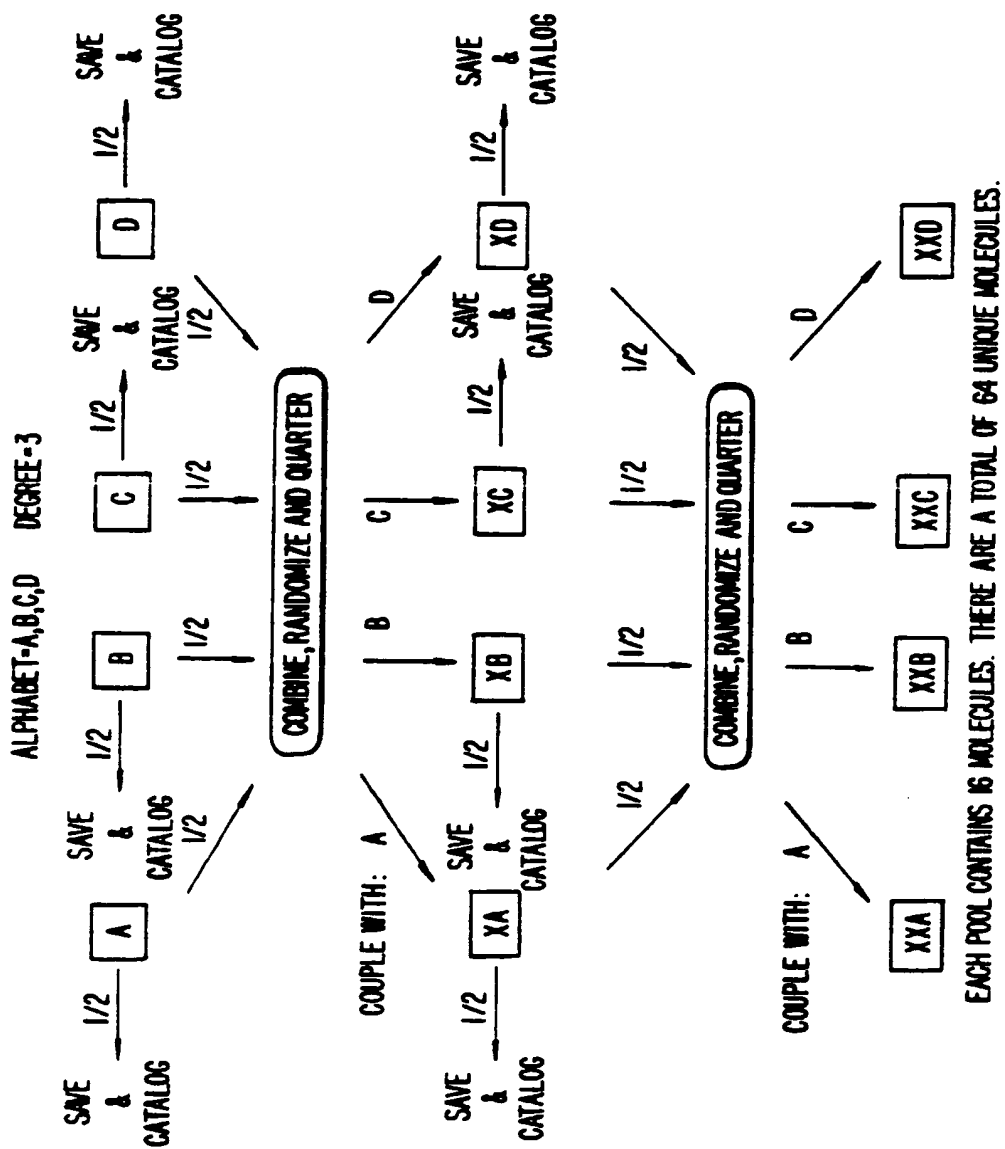 ALPHABET=A,B,C,D DEGREE=3
SAVE
&
CATALOG
1/2
A
1/2
SAVE
&
CATALOG
1/2
B
1/2
C
1/2
1/2
SAVE
&
CATALOG
1/2
D
1/2
SAVE
&
CATALOG
COMBINE, RANDOMIZE AND QUARTER
COUPLE WITH: A
B
C
D
SAVE
&
CATALOG
1/2
XA
1/2
SAVE
&
CATALOG
1/2
XB
1/2
XC
1/2
1/2
SAVE
&
CATALOG
1/2
XD
1/2
SAVE
&
CATALOG
COMBINE, RANDOMIZE AND QUARTER
COUPLE WITH: A
B
C
D
XXA
XXB
XXC
XXD
EACH POOL CONTAINS 16 MOLECULES. THERE ARE A TOTAL OF 64 UNIQUE MOLECULES.